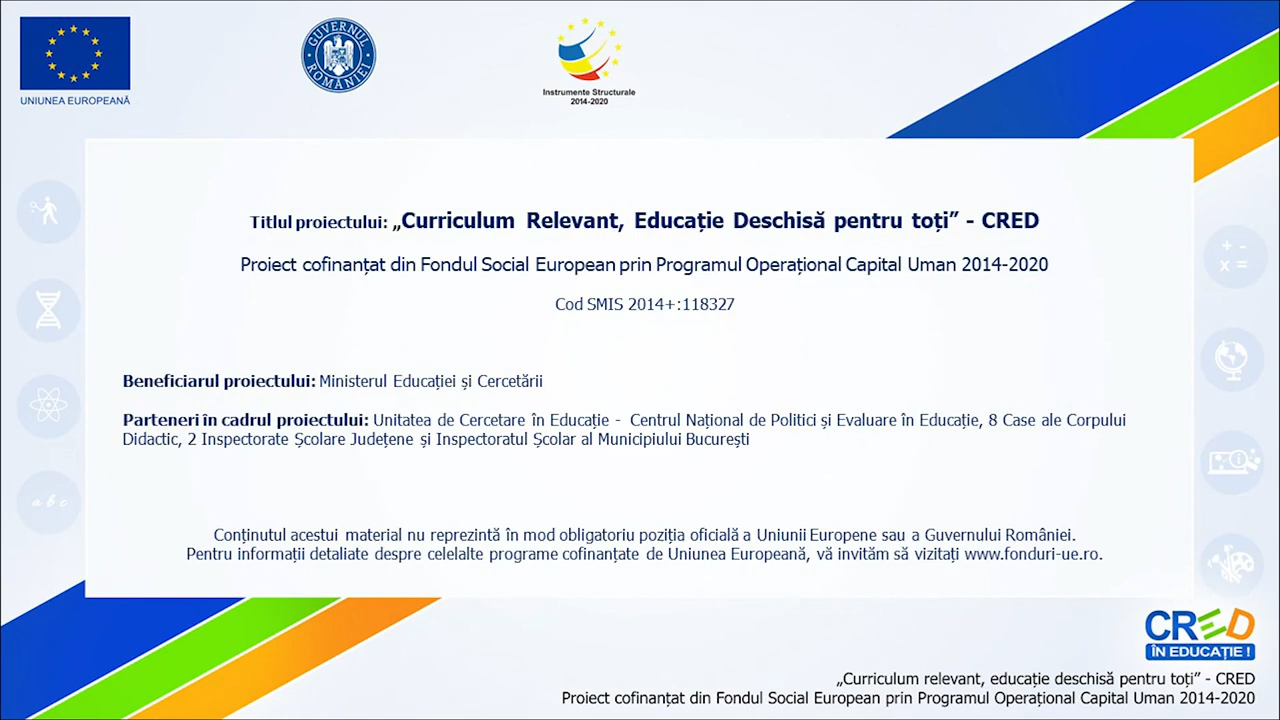 UNIUNEA EUROPEANĂ
GUVERNUL ROMÂNIEI
Instrumente Structurale
2014-2020
Titlul proiectului: „Curriculum Relevant, Educație Deschisă pentru toți” - CRED
Proiect cofinanțat din Fondul Social European prin Programul Operațional Capital Uman 2014-2020
Cod SMIS 2014+:118327
Beneficiarul proiectului: Ministerul Educației și Cercetării
Parteneri în cadrul proiectului: Unitatea de Cercetare în Educație - Centrul Național de Politici și Evaluare în Educație, 8 Case ale Corpului
Didactic, 2 Inspectorate Școlare Județene și Inspectoratul Școlar al Municipiului București
Conținutul acestui material nu reprezintă în mod obligatoriu poziția oficială a Uniunii Europene sau a Guvernului României.
Pentru informații detaliate despre celelalte programe cofinanțate de Uniunea Europeană, vă invităm să vizitați www.fonduri-ue.ro.
+ -
x =
a b c
CRED
ÎN EDUCAȚIE !
„Curriculum relevant, educație deschisă pentru toți” - CRED
Proiect cofinanțat din Fondul Social European prin Programul Operațional Capital Uman 2014-2020